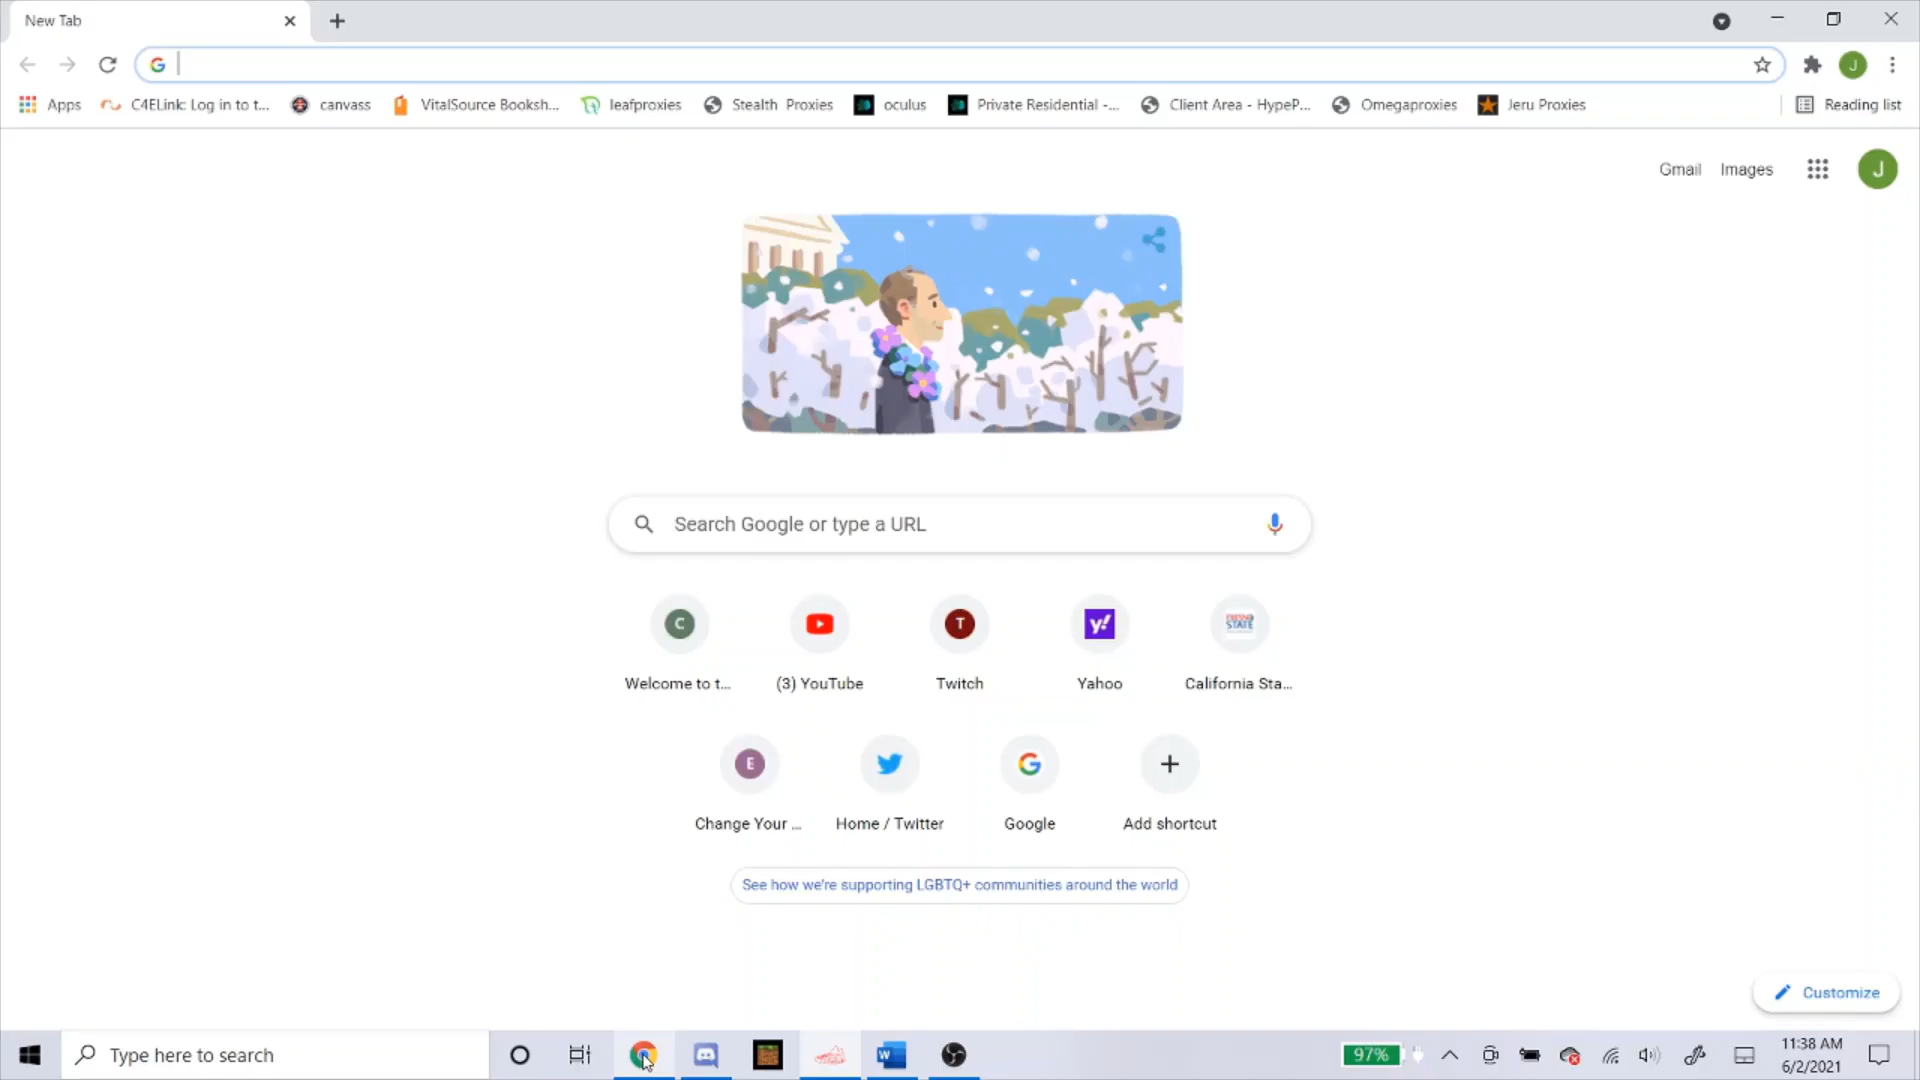 New Tab
Apps
C4ELink: Log in to t...
canvass
VitalSource Booksh...
leafproxies
Stealth Proxies
oculus
Private Residential -...
Client Area - HypeP...
Omegaproxies
Jeru Proxies
Reading list
J
Gmail
Images
J
Search Google or type a URL
C
T
y!
STATE
Welcome to t...
(3) YouTube
Twitch
Yahoo
California Sta...
E
Change Your ...
Home / Twitter
Google
Add shortcut
See how we're supporting LGBTQ+ communities around the world
Customize
Type here to search
W
97%
11:38 AM
6/2/2021